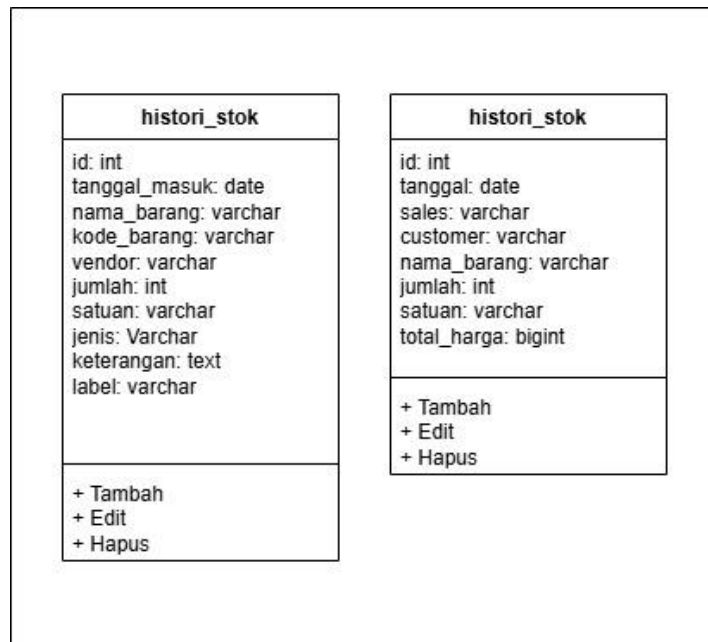 histori_stok
id: int
tanggal_masuk: date
nama_barang: varchar
kode_barang: varchar
vendor: varchar
jumlah: int
satuan: varchar
jenis: Varchar
keterangan: text
label: varchar
+ Tambah
+ Edit
+ Hapus
histori_stok
id: int
tanggal: date
sales: varchar
customer: varchar
nama_barang: varchar
jumlah: int
satuan: varchar
total_harga: bigint
+ Tambah
+ Edit
+ Hapus